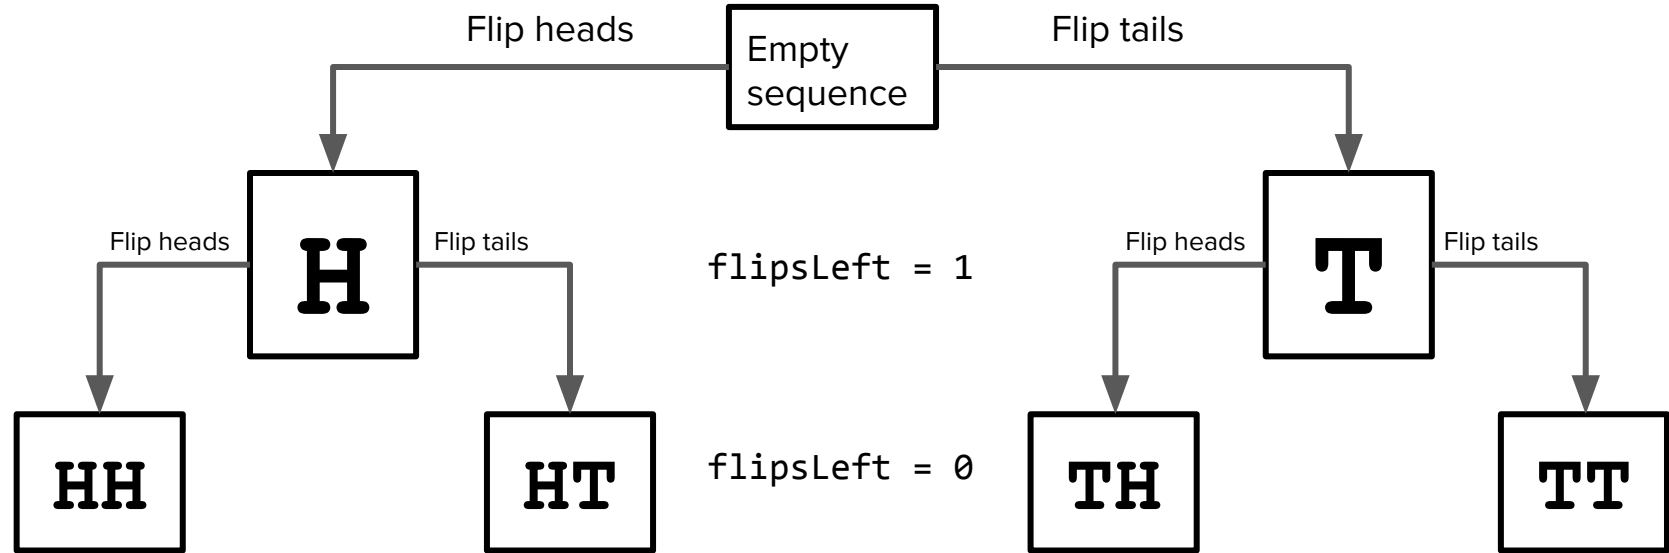 Flip heads
Empty
sequence
Flip tails
Flip heads
H
Flip tails
flipsLeft = 1
Flip heads
T
Flip tails
HH
HT
flipsLeft = 0
TH
TT